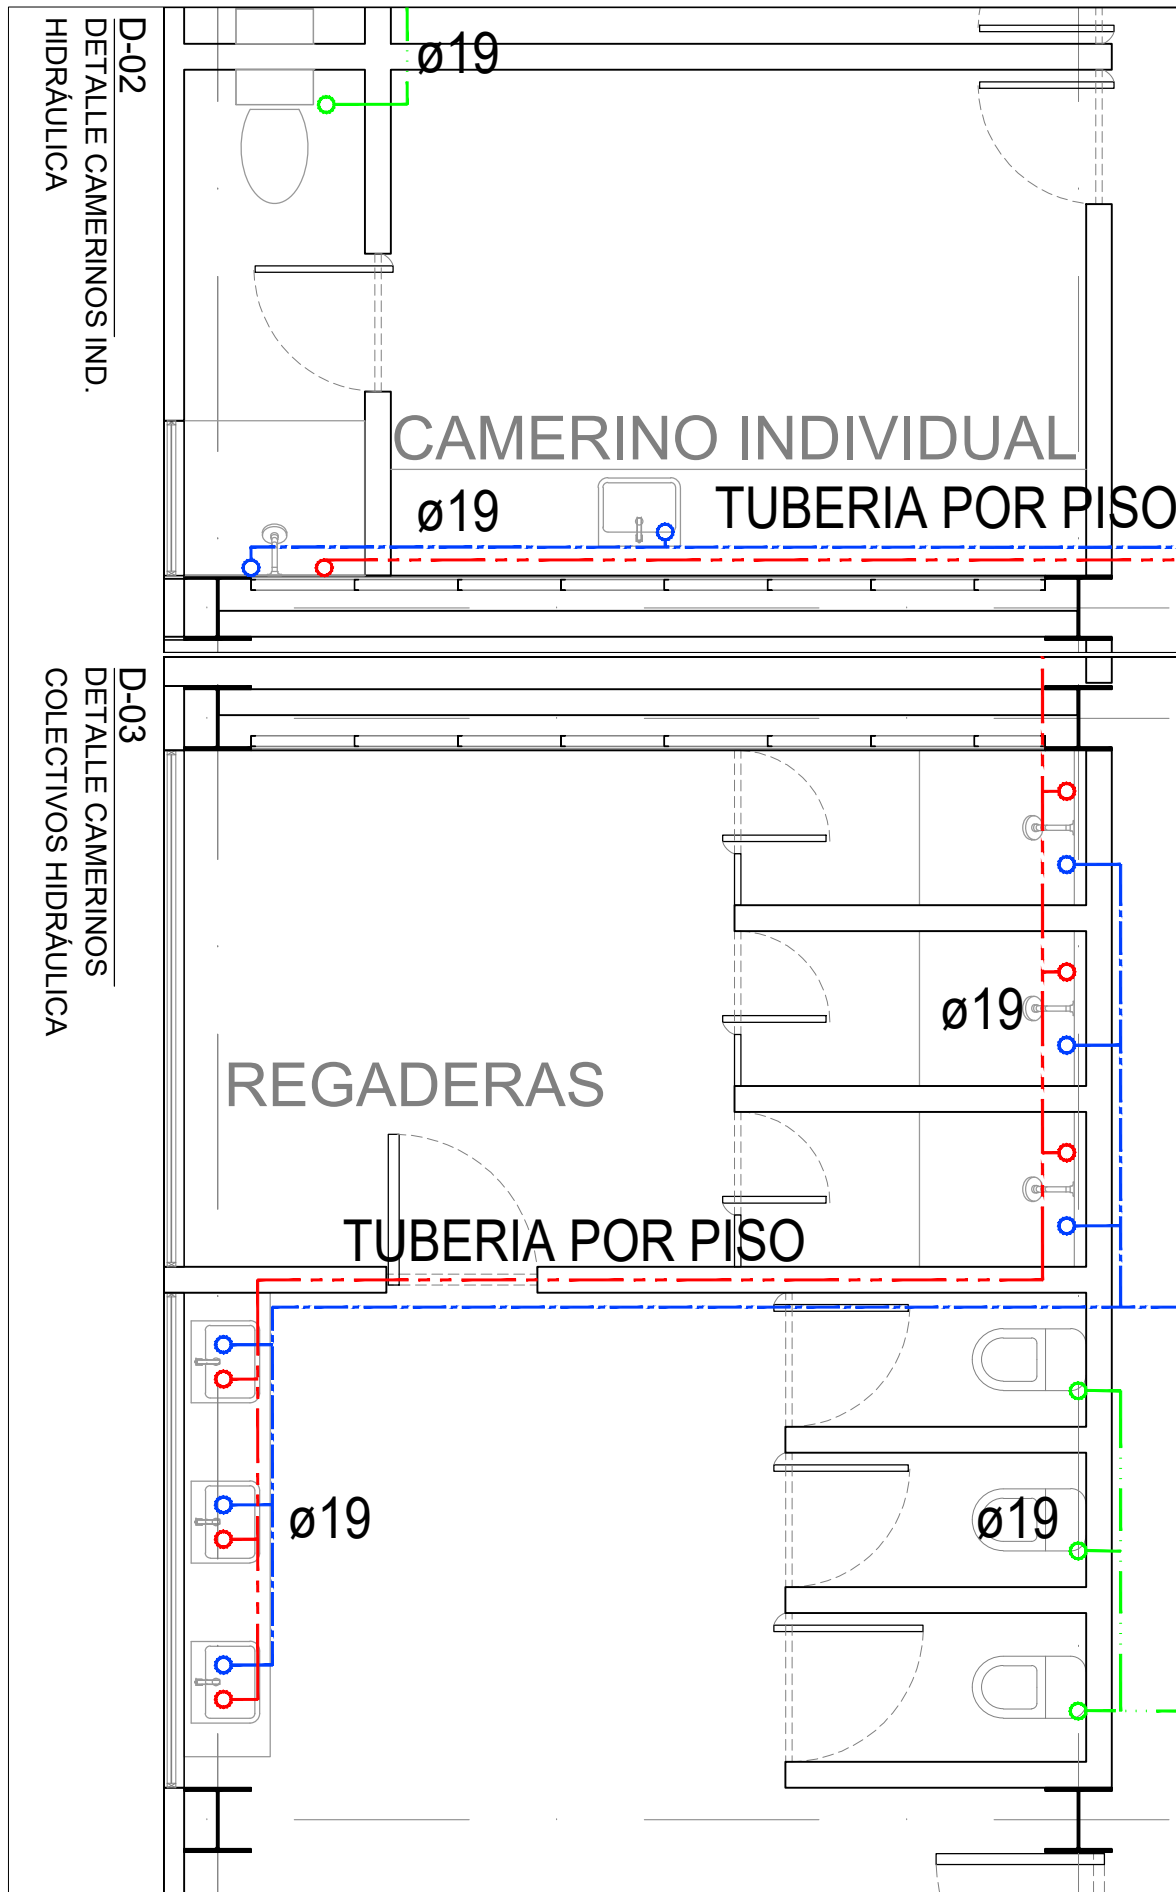 D-02
DETALLE CAMERINOS IND.
HIDRÁULICA
ø19
CAMERINO INDIVIDUAL
ø19
TUBERIA POR PISO
D-03
DETALLE CAMERINOS
COLECTIVOS HIDRÁULICA
ø19
REGADERAS
TUBERIA POR PISO
ø19
ø19